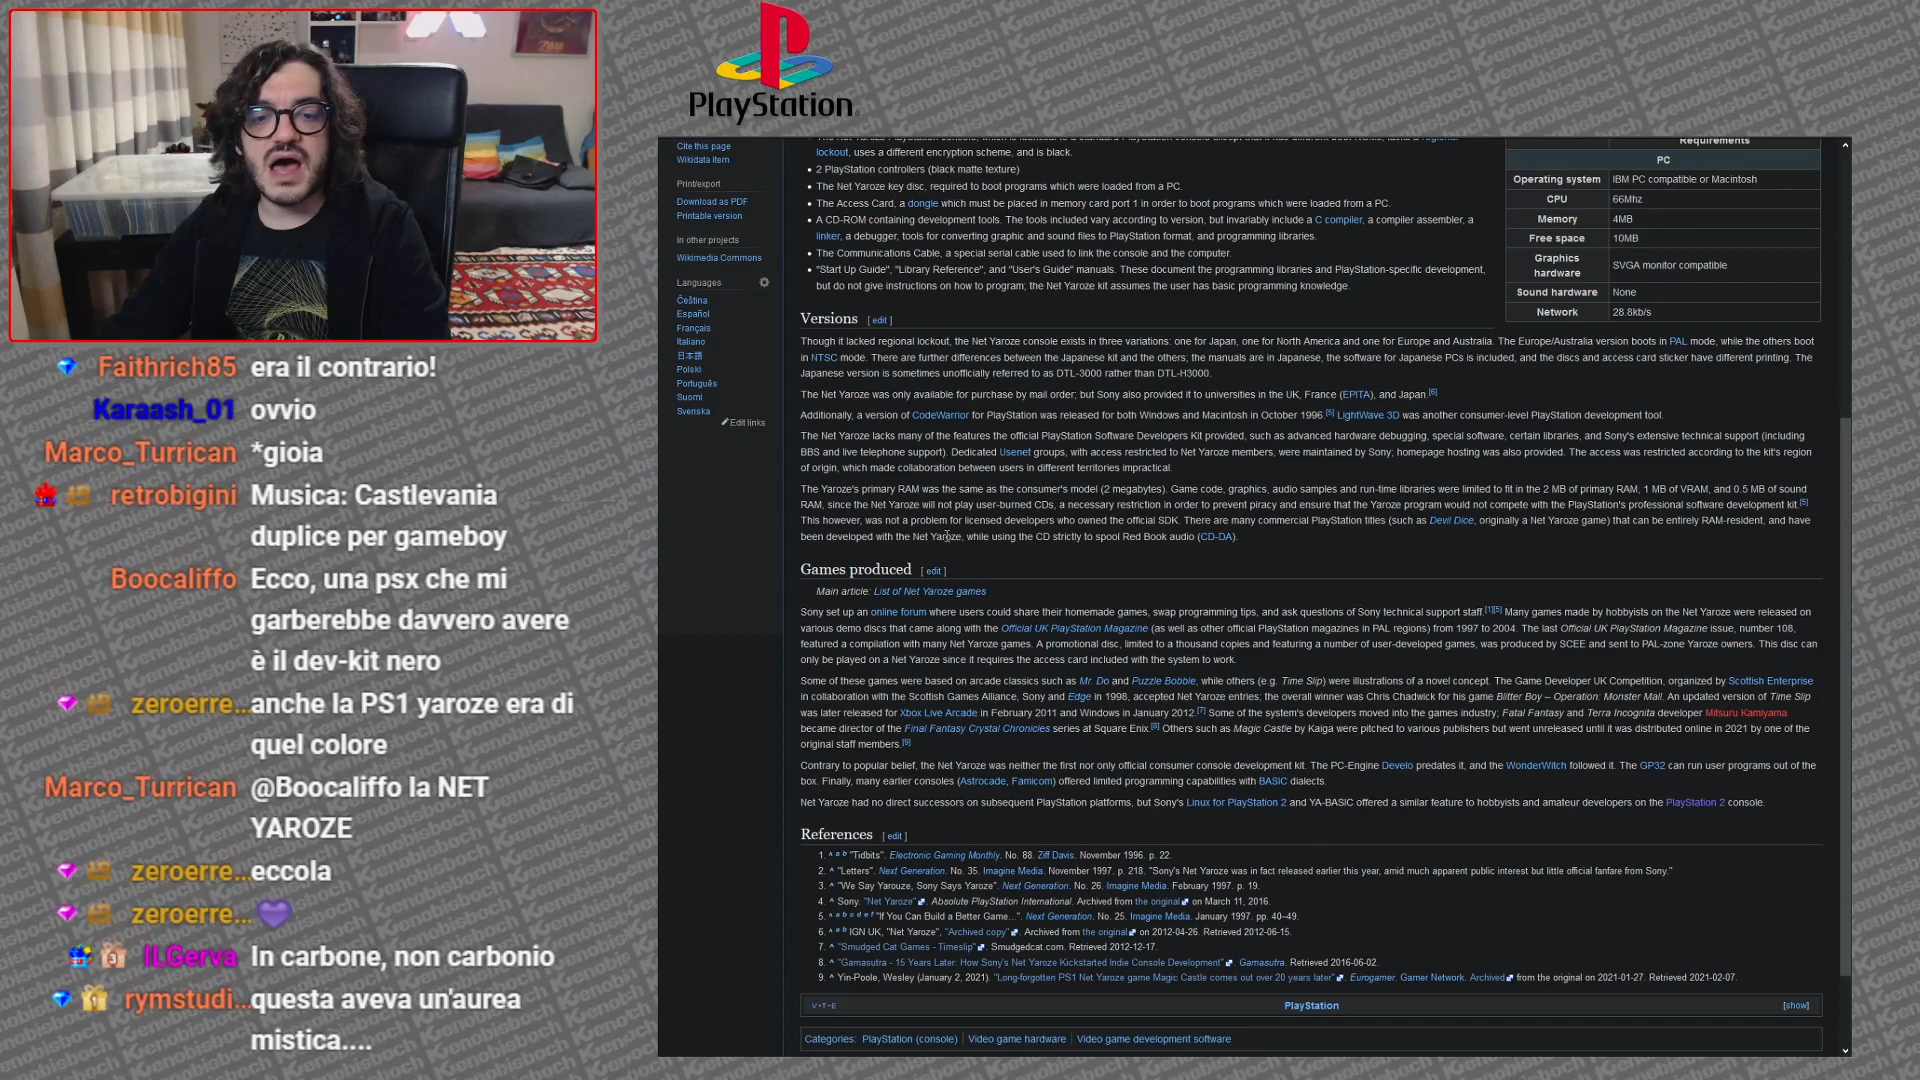 PlayStation
Faithrich85 era il contrario!
Karaash_01 ovvio
Marco_Turrican *gioia
retrobigini Musica: Castlevania
duplice per gameboy
Boocaliffo Ecco, una psx che mi
garberebbe davvero avere
è il dev-kit nero
zeroerre... anche la PS1 yaroze era di
quel colore
Marco_Turrican @Boocaliffo la NET
YAROZE
zeroerre... eccola
zeroerre...
ILGerva In carbone, non carbonio
rymstudi... questa aveva un'aurea
mistica....
Cite this page
Wikidata item
Print/export
Download as PDF
Printable version
In other projects
Wikimedia Commons
Languages
Čeština
Español
Français
Italiano
日本語
Polski
Português
Suomi
Svenska
Edit links
lockout, uses a different encryption scheme, and is black.
• 2 PlayStation controllers (black matte texture)
• The Net Yaroze key disc, required to boot programs which were loaded from a PC.
• The Access Card, a dongle which must be placed in memory card port 1 in order to boot programs which were loaded from a PC.
• A CD-ROM containing development tools. The tools included vary according to version, but invariably include a C compiler, a compiler assembler, a
linker, a debugger, tools for converting graphic and sound files to PlayStation format, and programming libraries.
• The Communications Cable, a special serial cable used to link the console and the computer.
• "Start Up Guide", "Library Reference", and "User's Guide" manuals. These document the programming libraries and PlayStation-specific development,
but do not give instructions on how to program; the Net Yaroze kit assumes the user has basic programming knowledge.
Requirements
PC
Operating system IBM PC compatible or Macintosh
CPU 66Mhz
Memory 4MB
Free space 10MB
Graphics
hardware SVGA monitor compatible
Sound hardware None
Network 28.8kb/s
Versions [ edit ]
Though it lacked regional lockout, the Net Yaroze console exists in three variations: one for Japan, one for North America and one for Europe and Australia. The Europe/Australia version boots in PAL mode, while the others boot
in NTSC mode. There are further differences between the Japanese kit and the others; the manuals are in Japanese, the software for Japanese PCs is included, and the discs and access card sticker have different printing. The
Japanese version is sometimes unofficially referred to as DTL-3000 rather than DTL-H3000.
The Net Yaroze was only available for purchase by mail order; but Sony also provided it to universities in the UK, France (EPITA), and Japan.[6]
Additionally, a version of CodeWarrior for PlayStation was released for both Windows and Macintosh in October 1996.[5] LightWave 3D was another consumer-level PlayStation development tool.
The Net Yaroze lacks many of the features the official PlayStation Software Developers Kit provided, such as advanced hardware debugging, special software, certain libraries, and Sony's extensive technical support (including
BBS and live telephone support). Dedicated Usenet groups, with access restricted to Net Yaroze members, were maintained by Sony; homepage hosting was also provided. The access was restricted according to the kit's region
of origin, which made collaboration between users in different territories impractical.
The Yaroze's primary RAM was the same as the consumer's model (2 megabytes). Game code, graphics, audio samples and run-time libraries were limited to fit in the 2 MB of primary RAM, 1 MB of VRAM, and 0.5 MB of sound
RAM, since the Net Yaroze will not play user-burned CDs, a necessary restriction in order to prevent piracy and ensure that the Yaroze program would not compete with the PlayStation's professional software development kit.[5]
This however, was not a problem for licensed developers who owned the official SDK. There are many commercial PlayStation titles (such as Devil Dice, originally a Net Yaroze game) that can be entirely RAM-resident, and have
been developed with the Net Yaroze, while using the CD strictly to spool Red Book audio (CD-DA).
Games produced [ edit ]
Main article: List of Net Yaroze games
Sony set up an online forum where users could share their homemade games, swap programming tips, and ask questions of Sony technical support staff.[1][5] Many games made by hobbyists on the Net Yaroze were released on
various demo discs that came along with the Official UK PlayStation Magazine (as well as other official PlayStation magazines in PAL regions) from 1997 to 2004. The last Official UK PlayStation Magazine issue, number 108,
featured a compilation with many Net Yaroze games. A promotional disc, limited to a thousand copies and featuring a number of user-developed games, was produced by SCEE and sent to PAL-zone Yaroze owners. This disc can
only be played on a Net Yaroze since it requires the access card included with the system to work.
Some of these games were based on arcade classics such as Mr. Do and Puzzle Bobble, while others (e.g. Time Slip) were illustrations of a novel concept. The Game Developer UK Competition, organized by Scottish Enterprise
in collaboration with the Scottish Games Alliance, Sony and Edge in 1998, accepted Net Yaroze entries; the overall winner was Chris Chadwick for his game Blitter Boy – Operation: Monster Mall. An updated version of Time Slip
was later released for Xbox Live Arcade in February 2011 and Windows in January 2012.[7] Some of the system's developers moved into the games industry; Fatal Fantasy and Terra Incognita developer Mitsuru Kamiyama
became director of the Final Fantasy Crystal Chronicles series at Square Enix.[8] Others such as Magic Castle by Kaiga were pitched to various publishers but went unreleased until it was distributed online in 2021 by one of the
original staff members.[9]
Contrary to popular belief, the Net Yaroze was neither the first nor only official consumer console development kit. The PC-Engine Develo predates it, and the WonderWitch followed it. The GP32 can run user programs out of the
box. Finally, many earlier consoles (Astrocade, Famicom) offered limited programming capabilities with BASIC dialects.
Net Yaroze had no direct successors on subsequent PlayStation platforms, but Sony's Linux for PlayStation 2 and YA-BASIC offered a similar feature to hobbyists and amateur developers on the PlayStation 2 console.
References [ edit ]
1. ^ a b "Tidbits". Electronic Gaming Monthly. No. 88. Ziff Davis. November 1996. p. 22.
2. ^ "Letters". Next Generation. No. 35. Imagine Media. November 1997. p. 218. "Sony's Net Yaroze was in fact released earlier this year, amid much apparent public interest but little official fanfare from Sony."
3. ^ "We Say Yarouze, Sony Says Yaroze". Next Generation. No. 26. Imagine Media. February 1997. p. 19.
4. ^ Sony. "Net Yaroze". Absolute PlayStation International. Archived from the original on March 11, 2016.
5. ^ a b c d e f "If You Can Build a Better Game...". Next Generation. No. 25. Imagine Media. January 1997. pp. 40–49.
6. ^ a b IGN UK, "Net Yaroze", "Archived copy". Archived from the original on 2012-04-26. Retrieved 2012-06-15.
7. ^ "Smudged Cat Games - Timeslip". Smudgedcat.com. Retrieved 2012-12-17.
8. ^ "Gamasutra - 15 Years Later: How Sony's Net Yaroze Kickstarted Indie Console Development". Gamasutra. Retrieved 2016-06-02.
9. ^ Yin-Poole, Wesley (January 2, 2021). "Long-forgotten PS1 Net Yaroze game Magic Castle comes out over 20 years later". Eurogamer. Gamer Network. Archived from the original on 2021-01-27. Retrieved 2021-02-07.
V·T·E PlayStation [show]
Categories: PlayStation (console) | Video game hardware | Video game development software